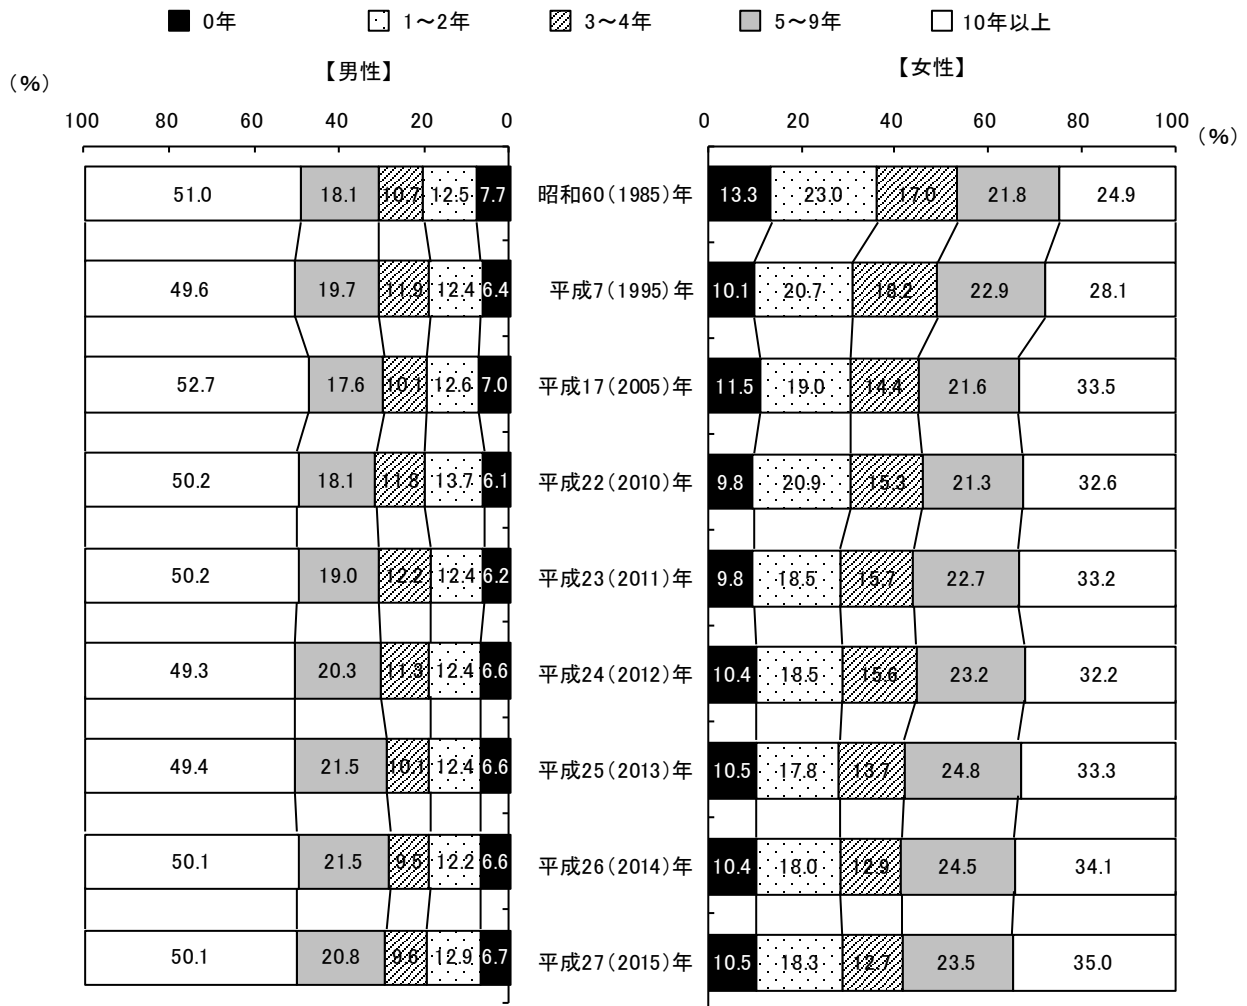 0年 1～2年 3～4年 5～9年 10年以上
【男性】 【女性】
(％) (％)
100 80 60 40 20 0 0 20 40 60 80 100
51.0 18.1 10.7 12.5 7.7 昭和60(1985)年 13.3 23.0 17.0 21.8 24.9
49.6 19.7 11.9 12.4 6.4 平成7(1995)年 10.1 20.7 18.2 22.9 28.1
52.7 17.6 10.1 12.6 7.0 平成17(2005)年 11.5 19.0 14.4 21.6 33.5
50.2 18.1 11.8 13.7 6.1 平成22(2010)年 9.8 20.9 15.3 21.3 32.6
50.2 19.0 12.2 12.4 6.2 平成23(2011)年 9.8 18.5 15.7 22.7 33.2
49.3 20.3 11.3 12.4 6.6 平成24(2012)年 10.4 18.5 15.6 23.2 32.2
49.4 21.5 10.1 12.4 6.6 平成25(2013)年 10.5 17.8 13.7 24.8 33.3
50.1 21.5 9.5 12.2 6.6 平成26(2014)年 10.4 18.0 12.9 24.5 34.1
50.1 20.8 9.6 12.9 6.7 平成27(2015)年 10.5 18.3 12.7 23.5 35.0